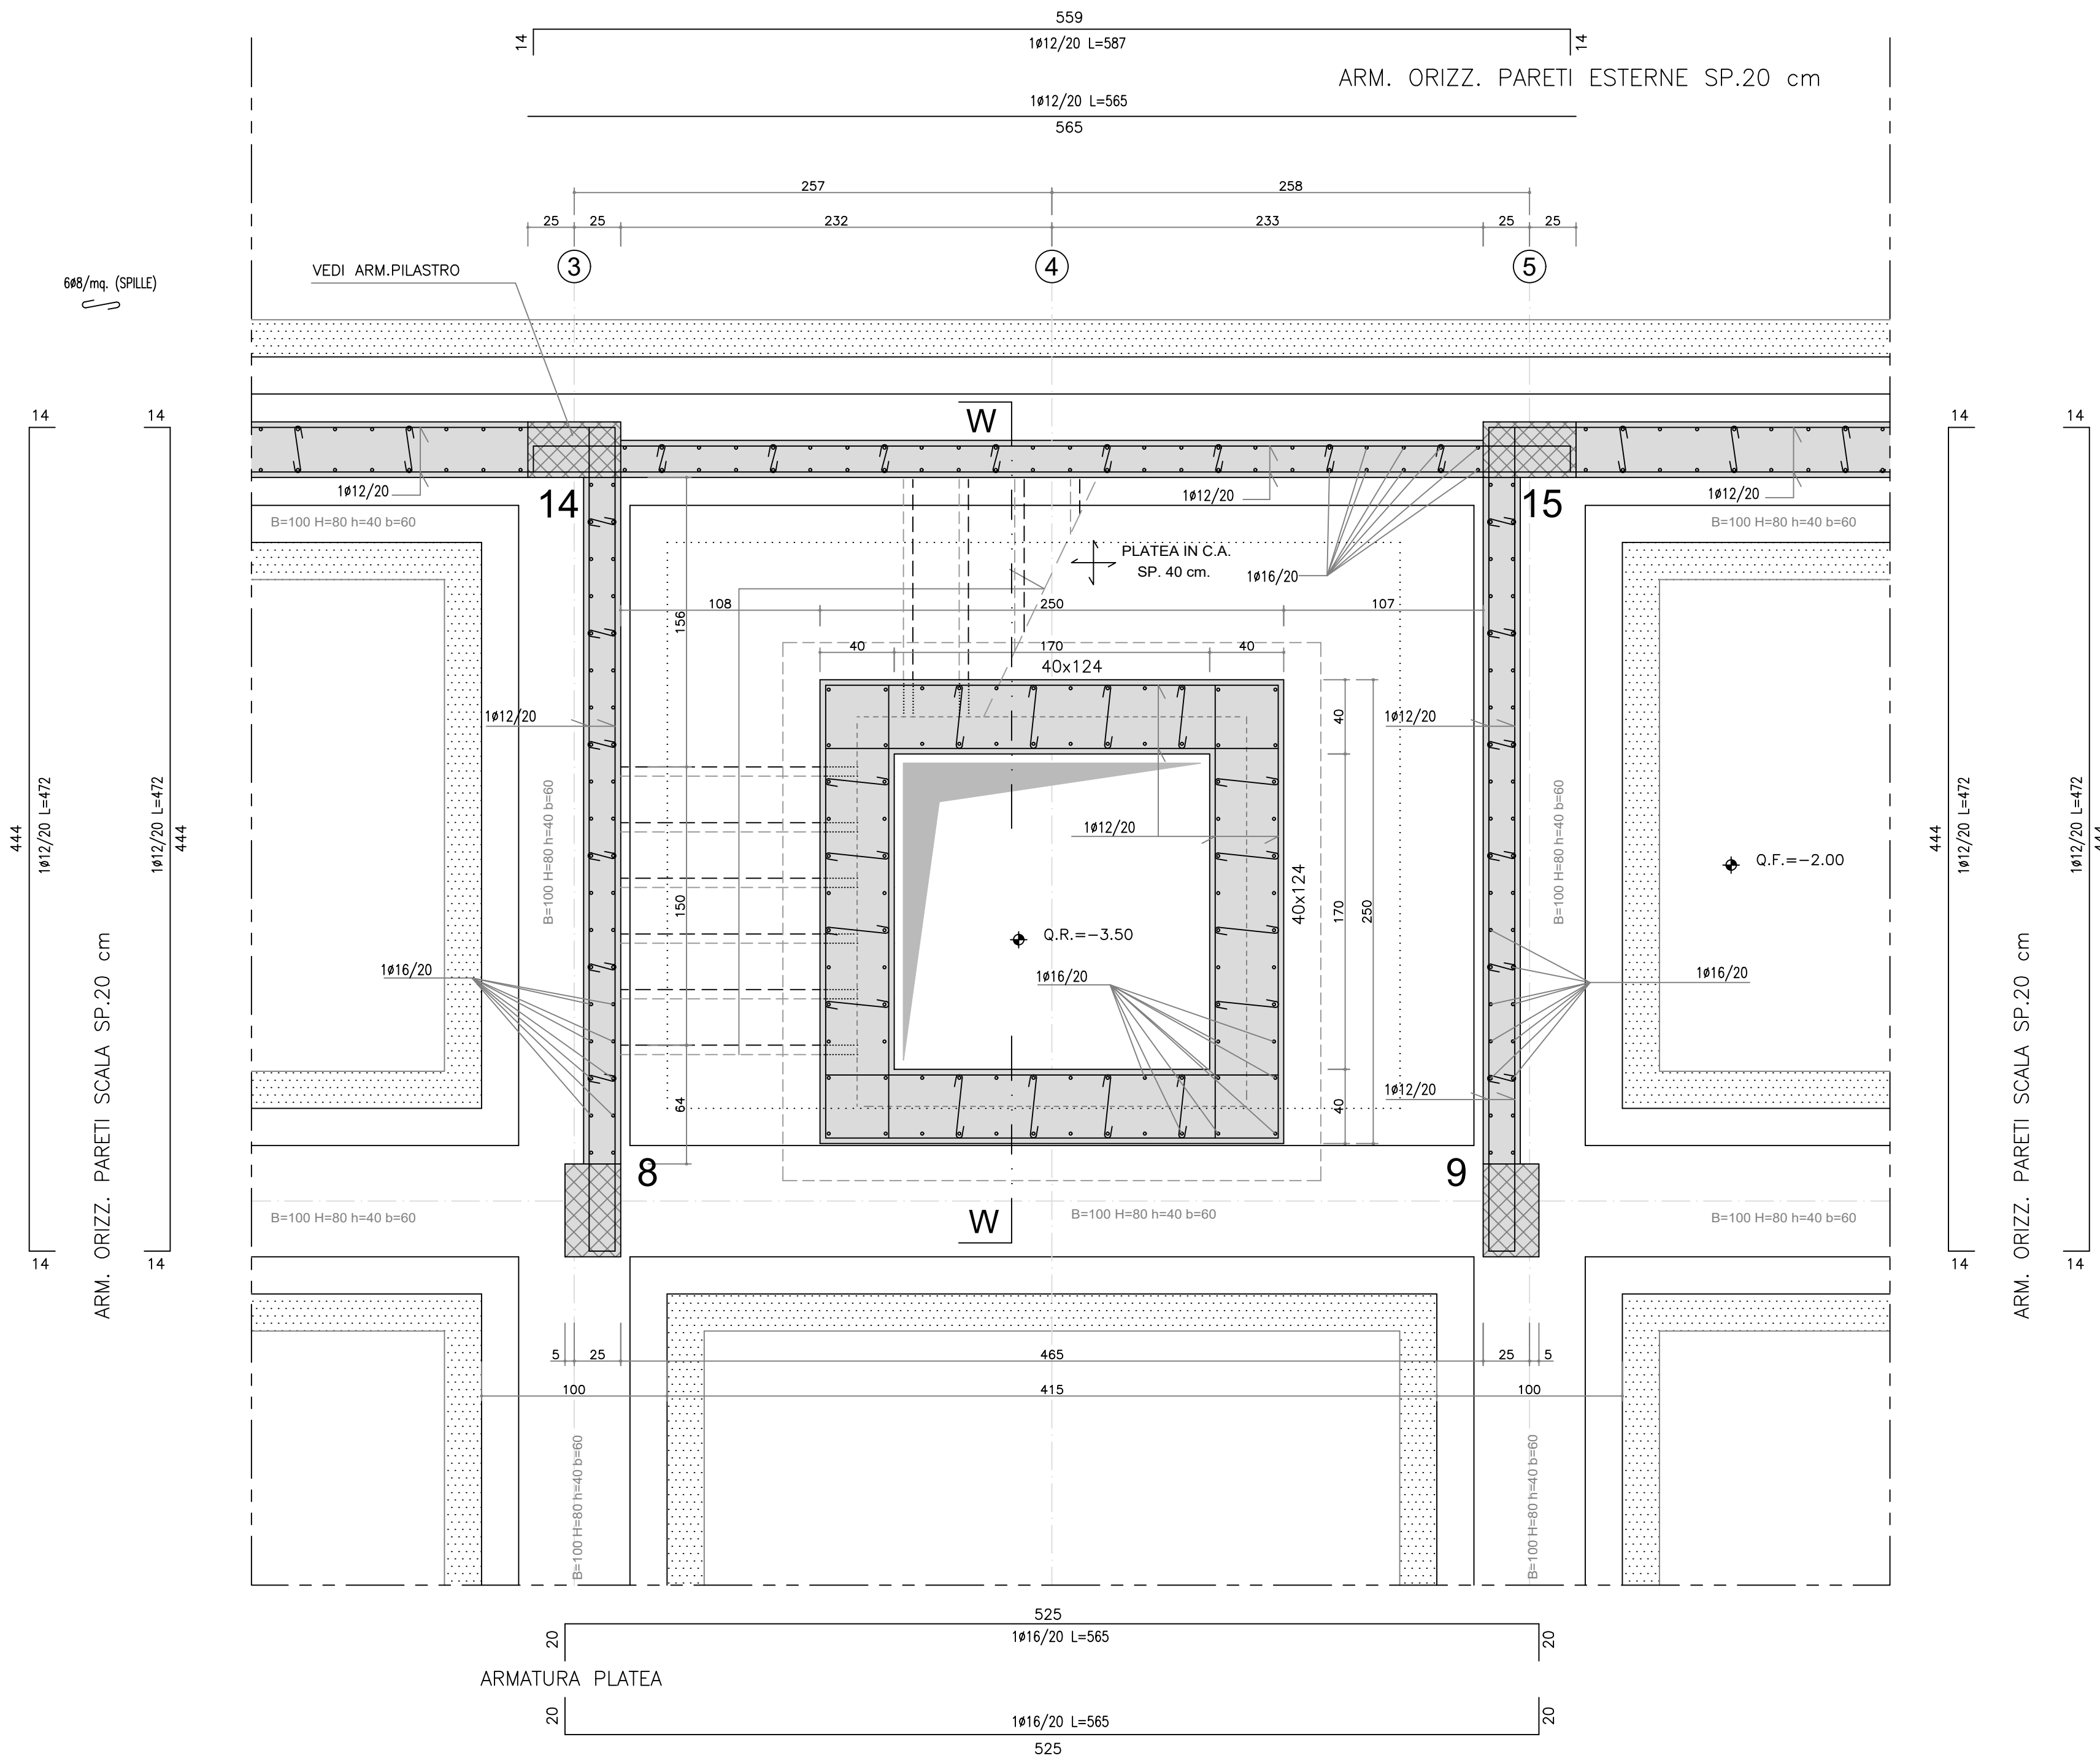 559
14
14
1ø12/20 L=587
ARM. ORIZZ. PARETI ESTERNE SP.20 cm
1ø12/20 L=565
565
257
258
25
25
232
233
25
25
3
4
5
VEDI ARM.PILASTRO
6ø8/mq. (SPILLE)
14
14
14
14
W
14
15
1ø12/20
1ø12/20
1ø12/20
B=100 H=80 h=40 b=60
B=100 H=80 h=40 b=60
PLATEA IN C.A.
SP. 40 cm.
1ø16/20
108
250
107
156
40
170
40
40x124
1ø12/20
1ø12/20
40
444
1ø12/20 L=472
1ø12/20 L=472
444
B=100 H=80 h=40 b=60
1ø12/20
B=100 H=80 h=40 b=60
Q.F.=-2.00
444
1ø12/20 L=472
1ø12/20 L=472
444
150
40x124
170
250
Q.R.=-3.50
1ø16/20
1ø16/20
1ø16/20
ARM. ORIZZ. PARETI SCALA SP.20 cm
ARM. ORIZZ. PARETI SCALA SP.20 cm
64
40
1ø12/20
8
9
B=100 H=80 h=40 b=60
W
B=100 H=80 h=40 b=60
B=100 H=80 h=40 b=60
14
14
14
14
5
25
465
25
5
100
415
100
B=100 H=80 h=40 b=60
B=100 H=80 h=40 b=60
525
20
1ø16/20 L=565
20
ARMATURA PLATEA
20
1ø16/20 L=565
20
525